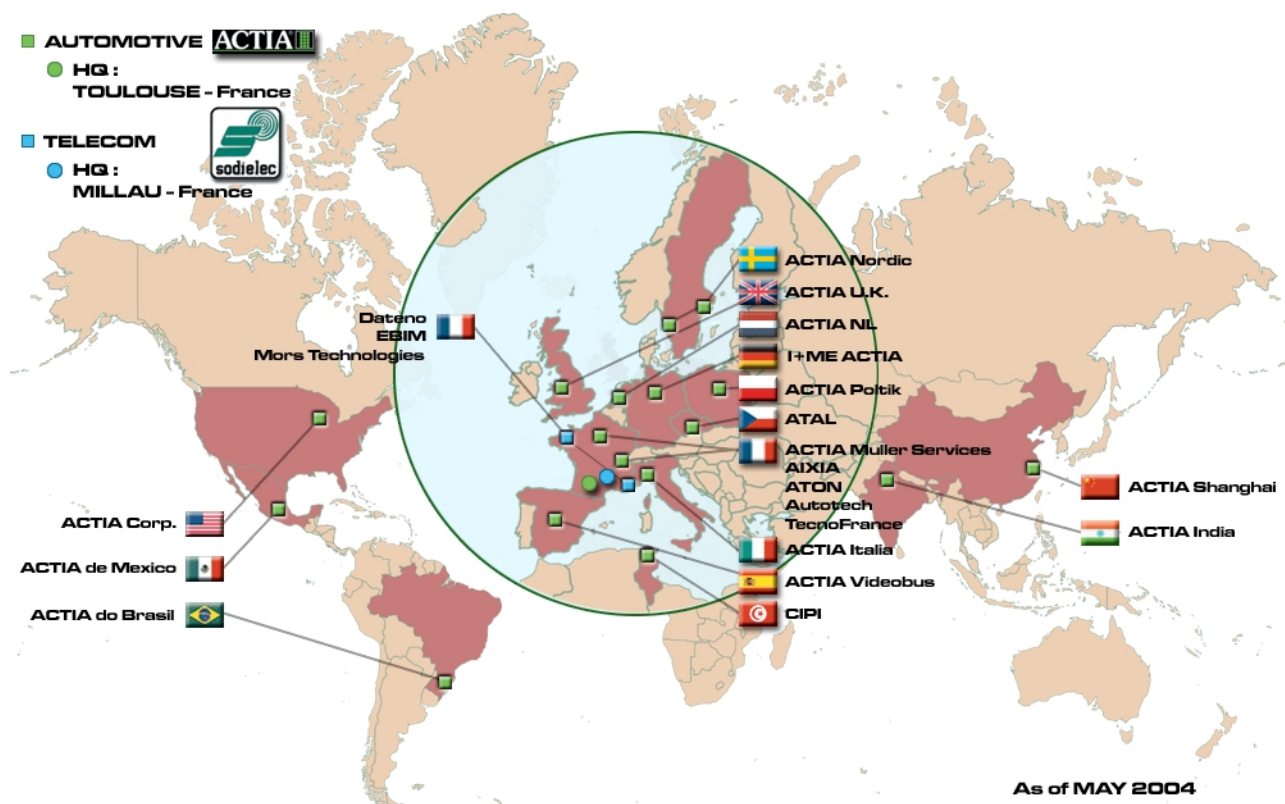 AUTOMOTIVE ACTIA
HQ :
TOULOUSE - France
TELECOM
sodielec
HQ :
MILLAU - France
Dateno
EBIM
Mors Technologies
ACTIA Nordic
ACTIA U.K.
ACTIA NL
I+ME ACTIA
ACTIA Poltik
ATAL
ACTIA Muller Services
AIXIA
ATON
Autotech
TecnoFrance
ACTIA Italia
ACTIA Videobus
CIPI
ACTIA Corp.
ACTIA de Mexico
ACTIA do Brasil
ACTIA Shanghai
ACTIA India
As of MAY 2004